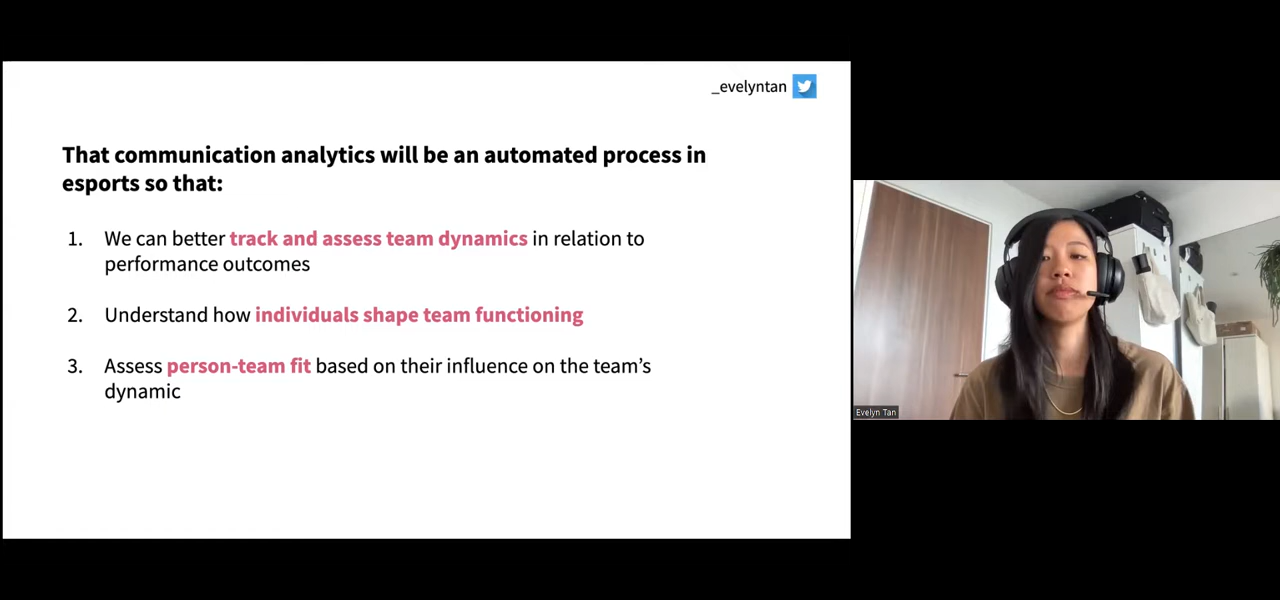 _evelyntan
That communication analytics will be an automated process in
esports so that:
1. We can better track and assess team dynamics in relation to
performance outcomes
2. Understand how individuals shape team functioning
3. Assess person-team fit based on their influence on the team's
dynamic
Evelyn Tan